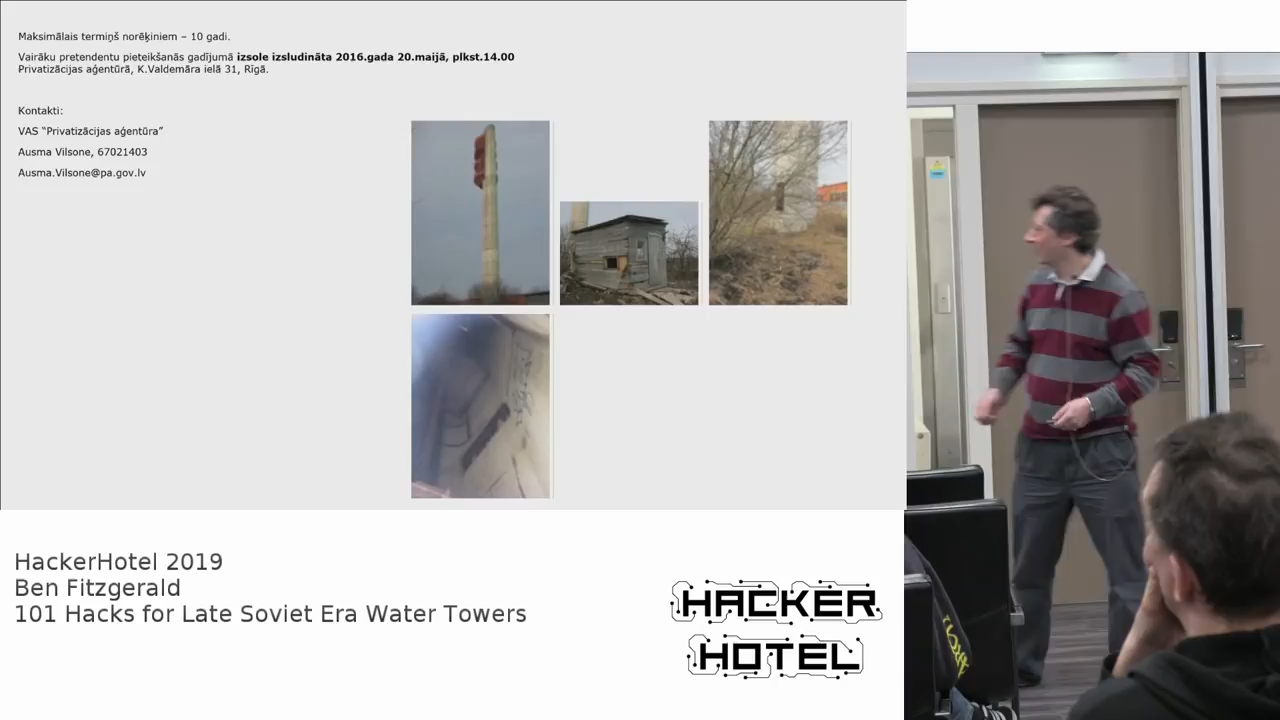 Maksimālais termiņš norēķiniem – 10 gadi.
Vairāku pretendentu pieteikšanās gadījumā izsole izsludināta 2016.gada 20.maijā, plkst.14.00
Privatizācijas aģentūrā, K.Valdemāra ielā 31, Rīgā.
Kontakti:
VAS “Privatizācijas aģentūra”
Ausma Vilsone, 67021403
Ausma.Vilsone@pa.gov.lv
HackerHotel 2019
Ben Fitzgerald
101 Hacks for Late Soviet Era Water Towers
HACKER
HOTEL